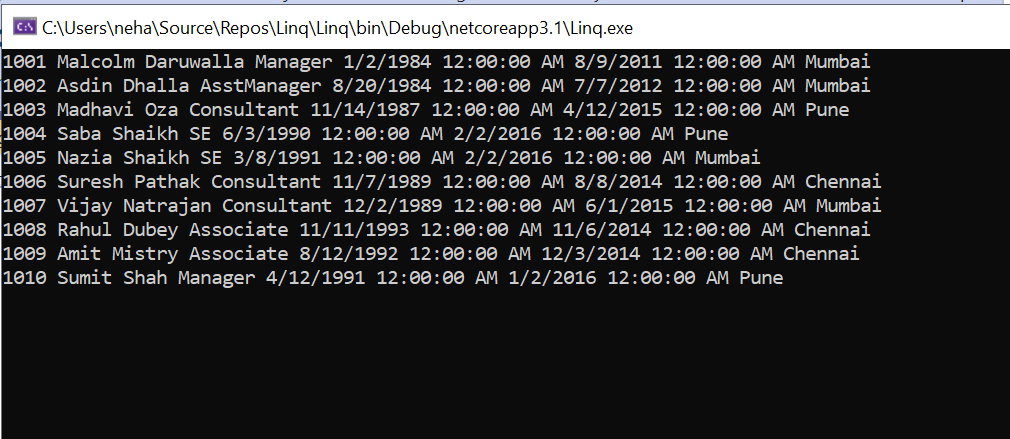 C:\Users\neha\Source\Repos\Linq\Linq\bin\Debug\netcoreapp3.1\Linq.exe
1001 Malcolm Daruwalla Manager 1/2/1984 12:00:00 AM 8/9/2011 12:00:00 AM Mumbai
1002 Asdin Dhalla AsstManager 8/20/1984 12:00:00 AM 7/7/2012 12:00:00 AM Mumbai
1003 Madhavi Oza Consultant 11/14/1987 12:00:00 AM 4/12/2015 12:00:00 AM Pune
1004 Saba Shaikh SE 6/3/1990 12:00:00 AM 2/2/2016 12:00:00 AM Pune
1005 Nazia Shaikh SE 3/8/1991 12:00:00 AM 2/2/2016 12:00:00 AM Mumbai
1006 Suresh Pathak Consultant 11/7/1989 12:00:00 AM 8/8/2014 12:00:00 AM Chennai
1007 Vijay Natrajan Consultant 12/2/1989 12:00:00 AM 6/1/2015 12:00:00 AM Mumbai
1008 Rahul Dubey Associate 11/11/1993 12:00:00 AM 11/6/2014 12:00:00 AM Chennai
1009 Amit Mistry Associate 8/12/1992 12:00:00 AM 12/3/2014 12:00:00 AM Chennai
1010 Sumit Shah Manager 4/12/1991 12:00:00 AM 1/2/2016 12:00:00 AM Pune